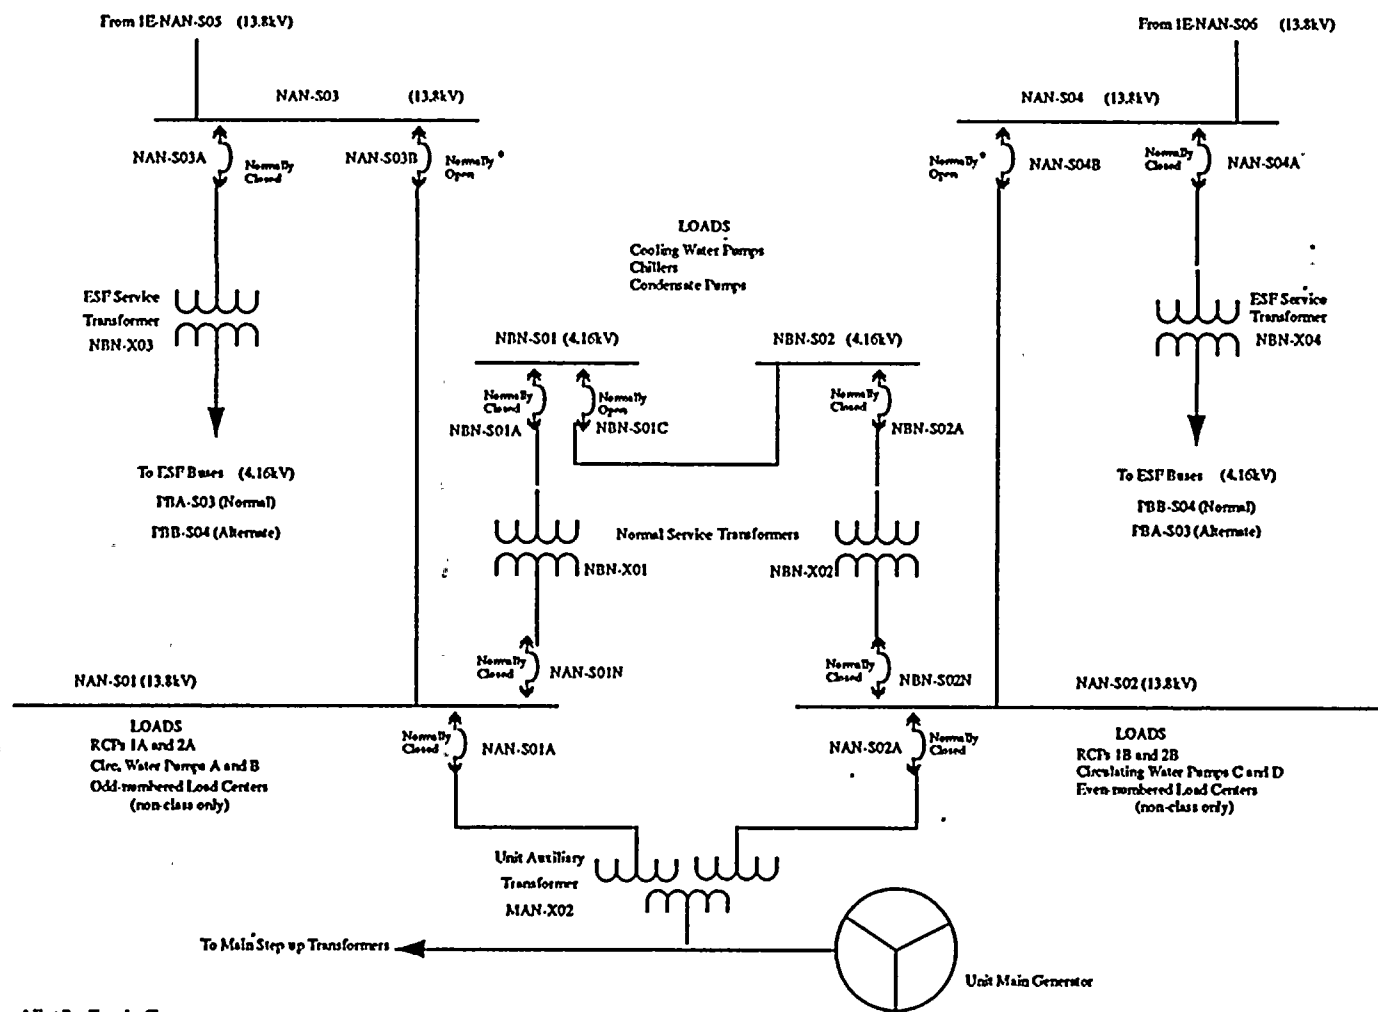 From 1E-NAN-S05 (13.8kV)
From 1E-NAN-S06 (13.8kV)
NAN-S03 (13.8kV)
NAN-S04 (13.8kV)
NAN-S03A
Normally
Closed
NAN-S03B
Normally *
Open
Normally *
Open
NAN-S04B
Normally
Closed
NAN-S04A
LOADS
Cooling Water Pumps
Chillers
Condensate Pumps
ESF Service
Transformer
NBN-X03
ESF Service
Transformer
NBN-X04
NBN-S01 (4.16kV)
NBN-S02 (4.16kV)
Normally
Closed
Normally
Open
Normally
Closed
NBN-S01A
NBN-S01C
NBN-S02A
To ESF Buses (4.16kV)
PBA-S03 (Normal)
PBB-S04 (Alternate)
To ESF Buses (4.16kV)
PBB-S04 (Normal)
PBA-S03 (Alternate)
Normal Service Transformers
NBN-X01
NBN-X02
Normally
Closed
NAN-S01N
Normally
Closed
NBN-S02N
NAN-S01 (13.8kV)
NAN-S02 (13.8kV)
LOADS
RCPs 1A and 2A
Circ. Water Pumps A and B
Odd-numbered Load Centers
(non-class only)
Normally
Closed
NAN-S01A
NAN-S02A
Normally
Closed
LOADS
RCPs 1B and 2B
Circulating Water Pumps C and D
Even-numbered Load Centers
(non-class only)
Unit Auxiliary
Transformer
MAN-X02
To Main Step up Transformers
Unit Main Generator